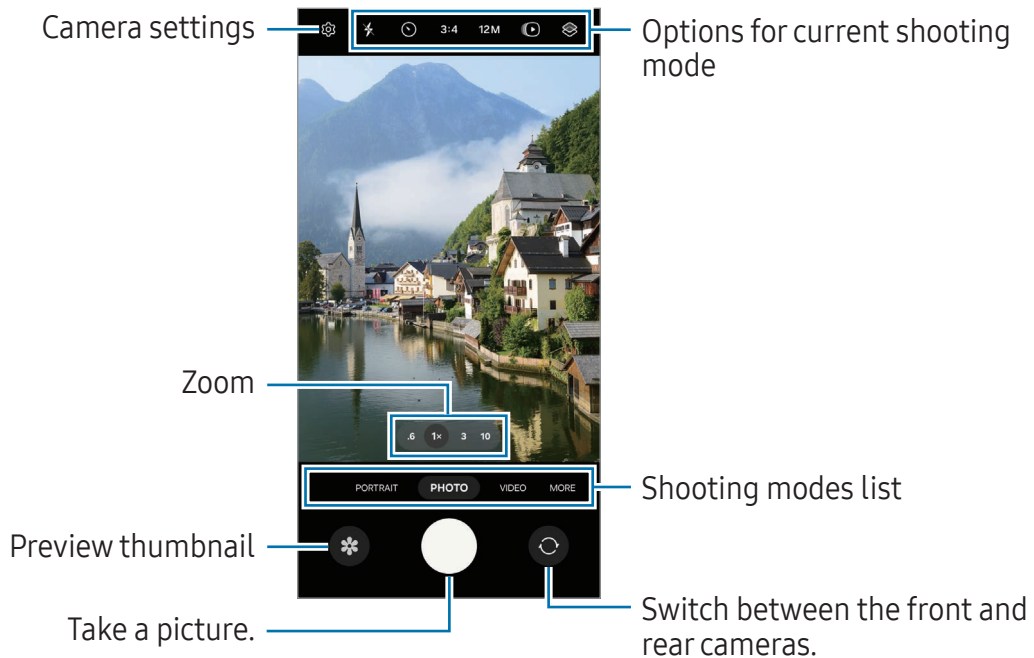 Camera settings
3:4
12M
Options for current shooting
mode
Zoom
.6 1× 3 10
PORTRAIT PHOTO VIDEO MORE
Shooting modes list
Preview thumbnail
Take a picture.
Switch between the front and
rear cameras.